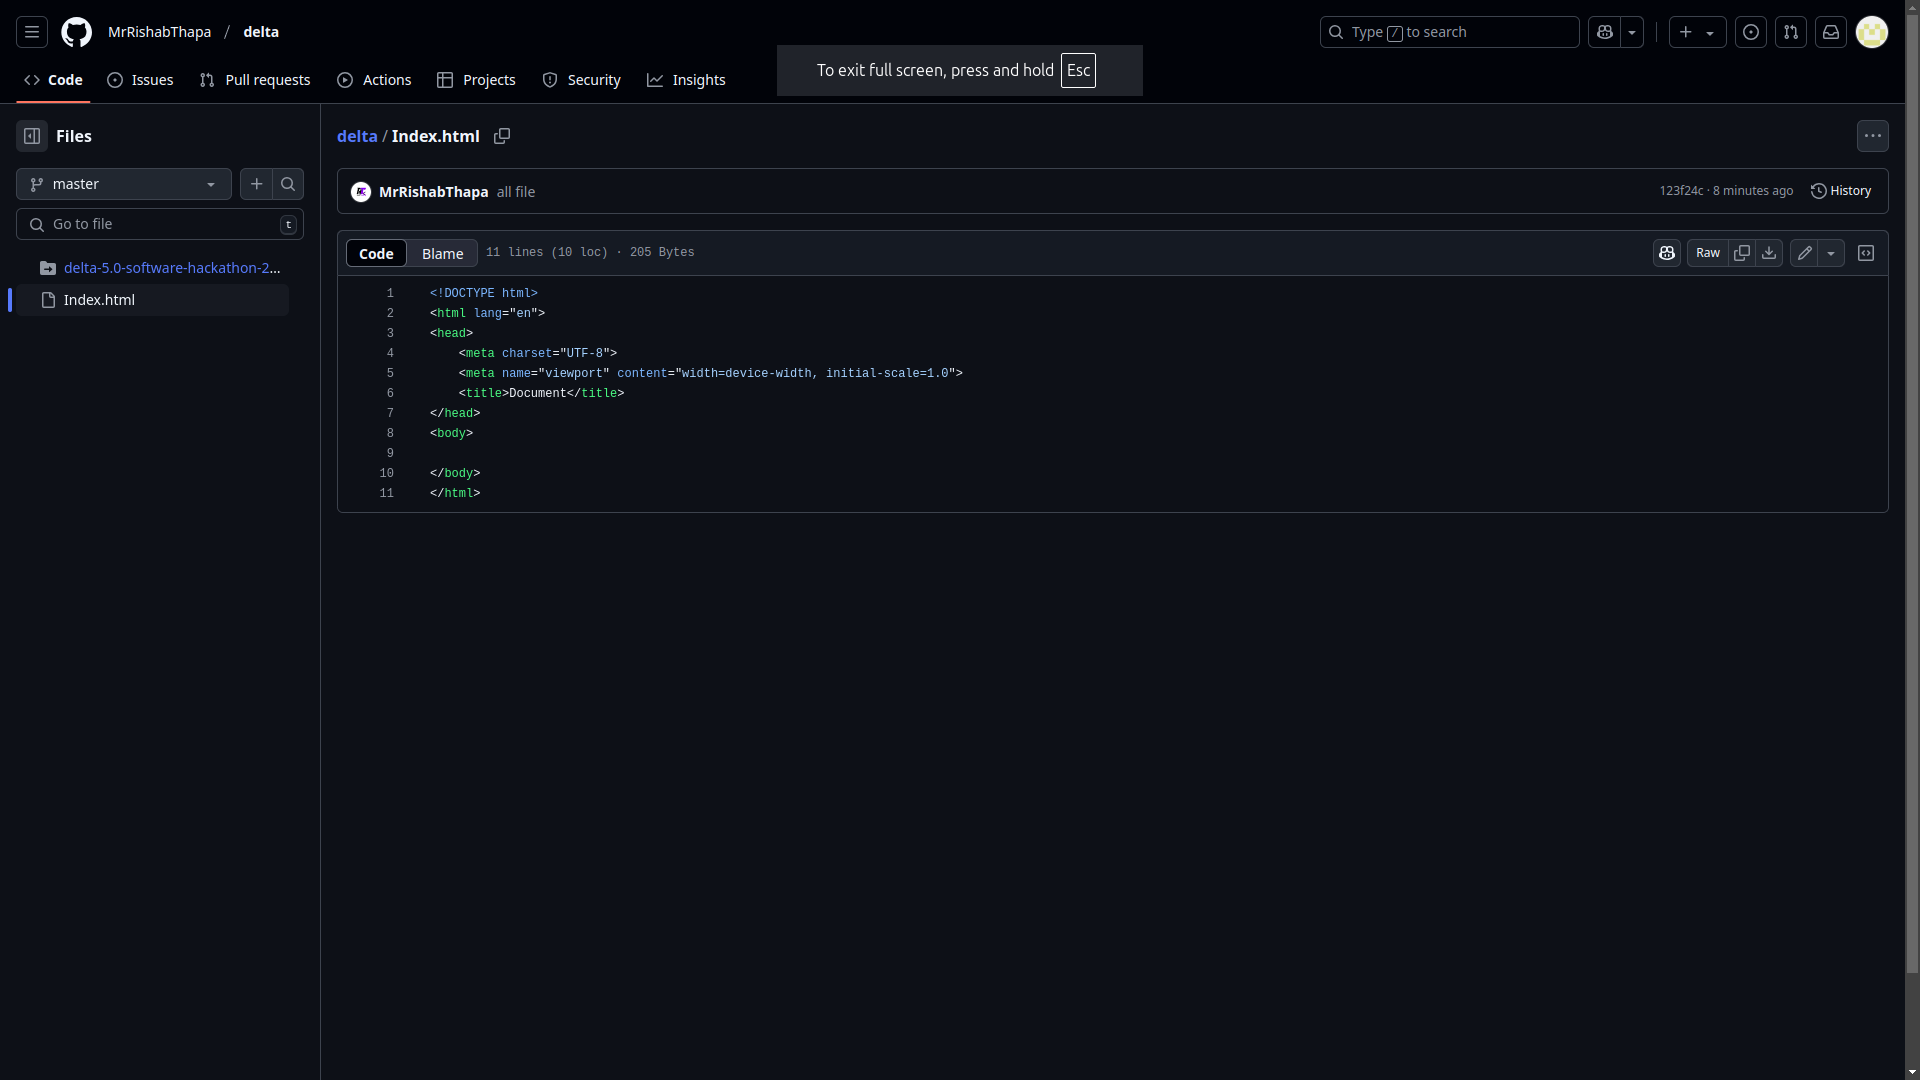 MrRishabThapa / delta
Type / to search
Code Issues Pull requests Actions Projects Security Insights
To exit full screen, press and hold Esc
Files
master
Go to file t
delta-5.0-software-hackathon-2...
Index.html
delta / Index.html
MrRishabThapa all file
123f24c · 8 minutes ago History
Code Blame 11 lines (10 loc) · 205 Bytes
Raw
1 <!DOCTYPE html>
2 <html lang="en">
3 <head>
4     <meta charset="UTF-8">
5     <meta name="viewport" content="width=device-width, initial-scale=1.0">
6     <title>Document</title>
7 </head>
8 <body>
9
10 </body>
11 </html>